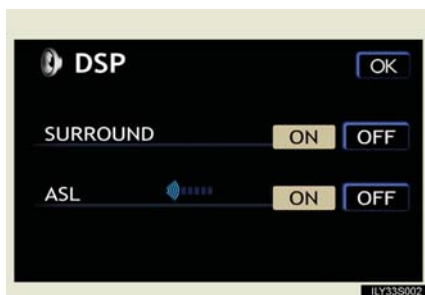 DSP
OK
SURROUND ON OFF
ASL ON OFF
ILY33S002